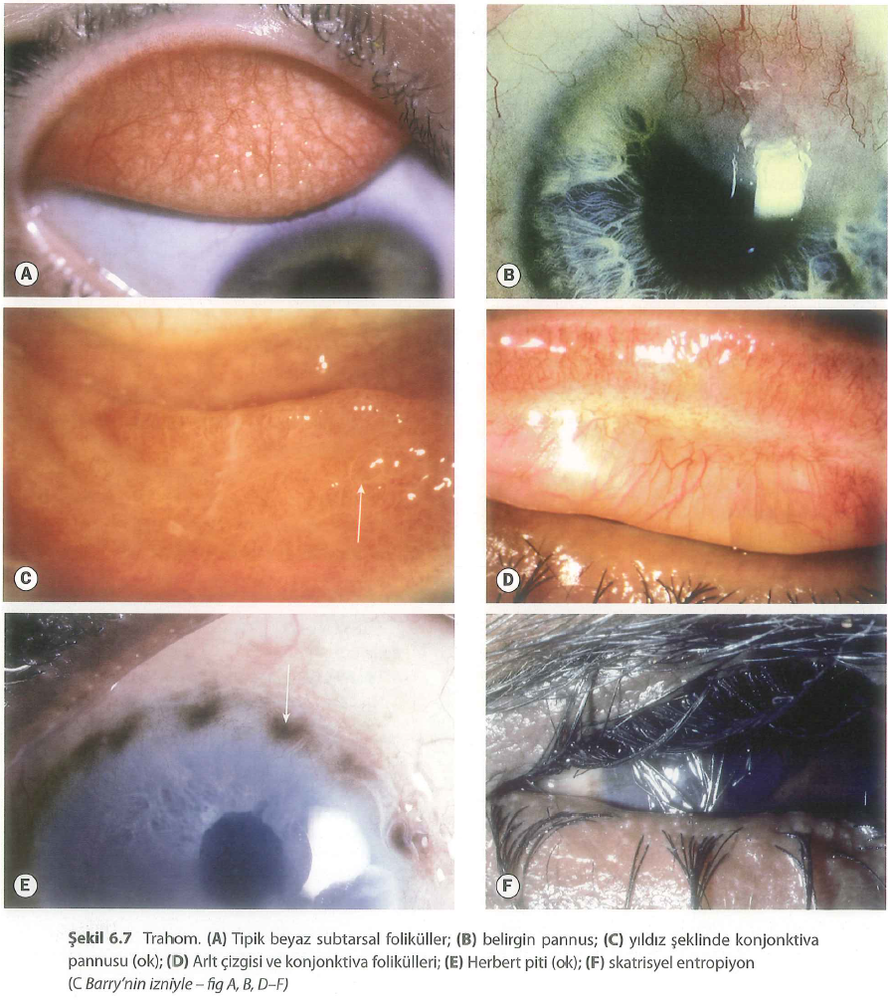 A
B
C
D
E
F
Şekil 6.7 Trahom. (A) Tipik beyaz subtarsal foliküller; (B) belirgin pannus; (C) yıldız şeklinde konjonktiva
pannusu (ok); (D) Arlt çizgisi ve konjonktiva folikülleri; (E) Herbert piti (ok); (F) skatrisyel entropiyon
(C Barry'nin izniyle – fig A, B, D–F)